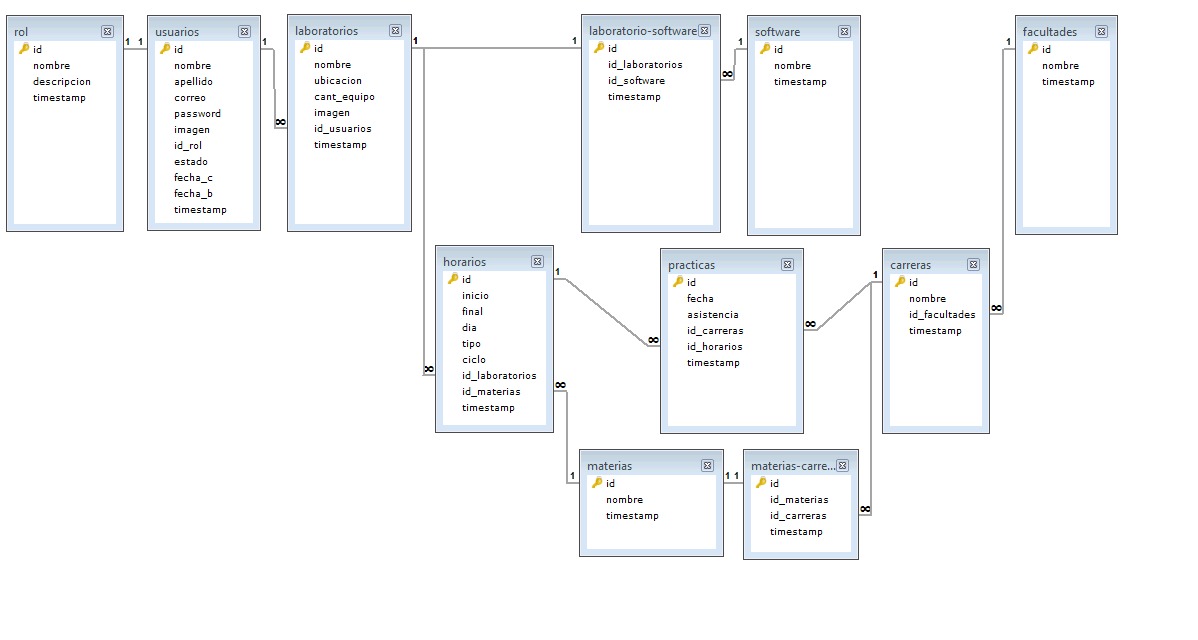 rol
id
nombre
descripcion
timestamp
1 1
usuarios
id
nombre
apellido
correo
password
imagen
id_rol
estado
fecha_c
fecha_b
timestamp
1
∞
laboratorios
id
nombre
ubicacion
cant_equipo
imagen
id_usuarios
timestamp
1
1
laboratorio-software
id
id_laboratorios
id_software
timestamp
∞
1
software
id
nombre
timestamp
1
facultades
id
nombre
timestamp
∞
horarios
id
inicio
final
dia
tipo
ciclo
id_laboratorios
id_materias
timestamp
1
∞
∞
practicas
id
fecha
asistencia
id_carreras
id_horarios
timestamp
∞
1
carreras
id
nombre
id_facultades
timestamp
∞
1
materias
id
nombre
timestamp
1 1
materias-carre...
id
id_materias
id_carreras
timestamp
∞